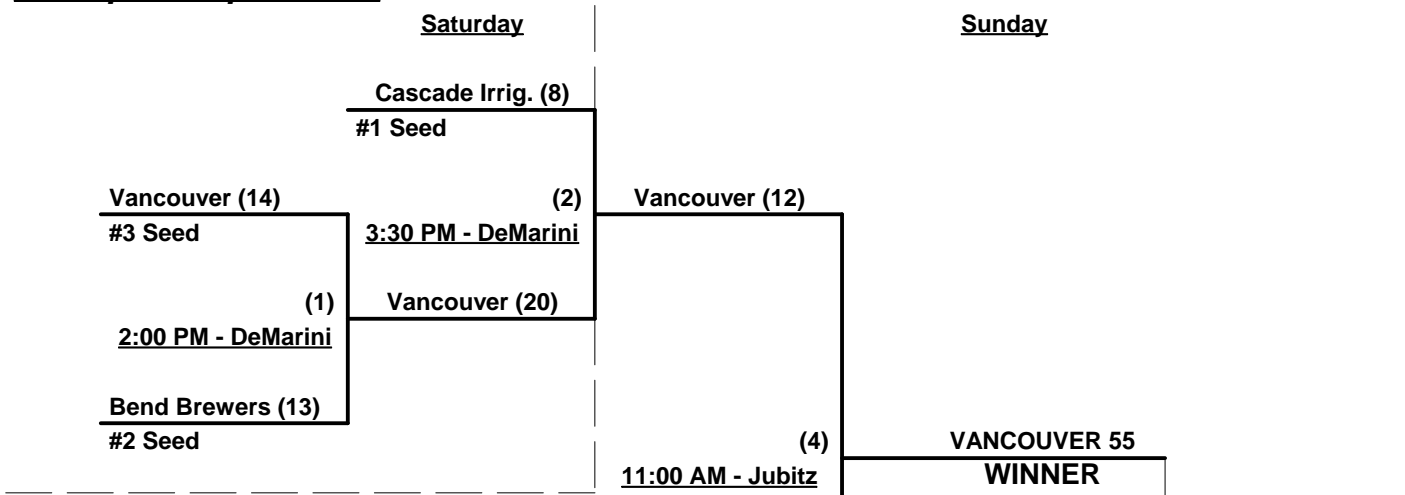 Saturday Sunday
Cascade Irrig. (8)
#1 Seed
Vancouver (14) (2) Vancouver (12)
#3 Seed 3:30 PM - DeMarini
(1) Vancouver (20)
2:00 PM - DeMarini
Bend Brewers (13)
#2 Seed (4) VANCOUVER 55
11:00 AM - Jubitz WINNER